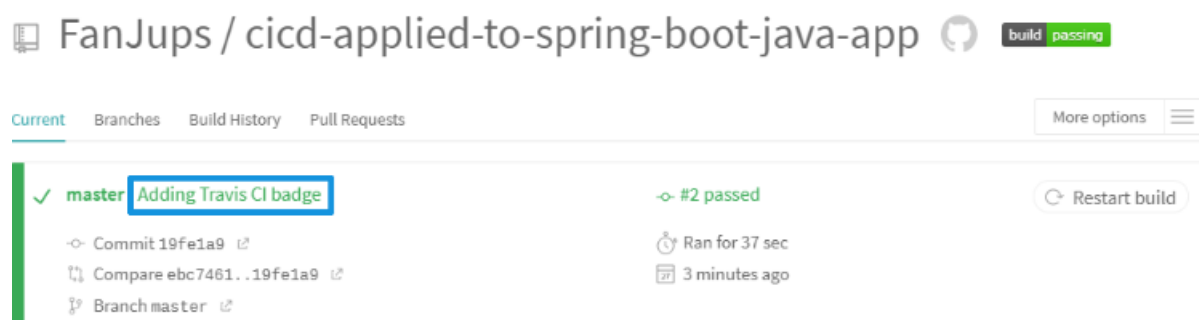 FanJups / cicd-applied-to-spring-boot-java-app build passing
Current Branches Build History Pull Requests More options
master Adding Travis CI badge #2 passed Restart build
Commit 19fe1a9 Ran for 37 sec
Compare ebc7461..19fe1a9 3 minutes ago
Branch master